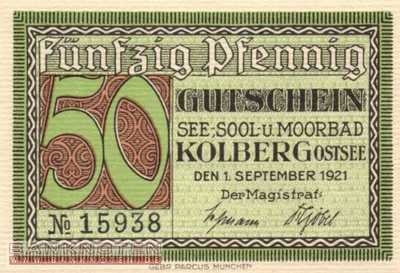 Fünfzig Pfennig
50
GUTSCHEIN
SEE-SOOL-U. MOORBAD
KOLBERG OSTSEE
DEN 1. SEPTEMBER 1921
Der Magistrat
№ 15938
BANKNOTEN
GEBR. PARCUS MÜNCHEN